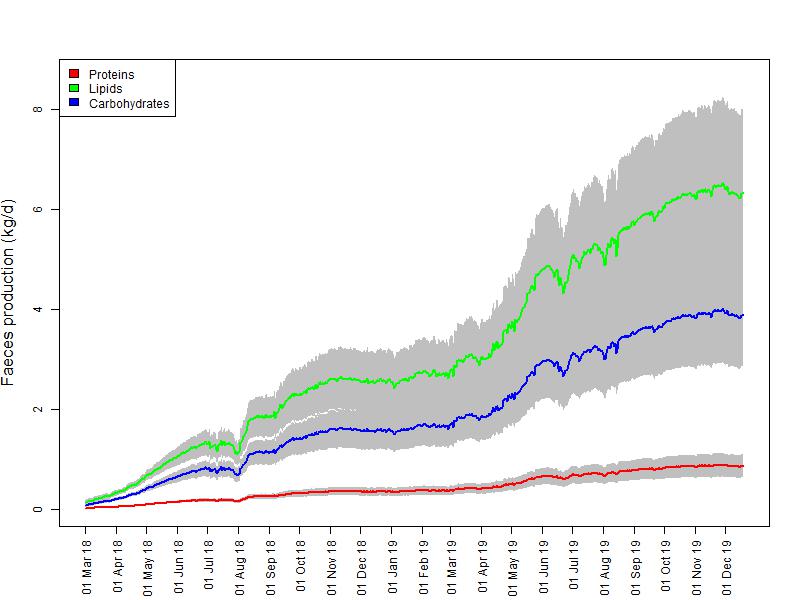 Proteins
Lipids
Carbohydrates
Faeces production (kg/d)
8
6
4
2
0
01 Mar 18
01 Apr 18
01 May 18
01 Jun 18
01 Jul 18
01 Aug 18
01 Sep 18
01 Oct 18
01 Nov 18
01 Dec 18
01 Jan 19
01 Feb 19
01 Mar 19
01 Apr 19
01 May 19
01 Jun 19
01 Jul 19
01 Aug 19
01 Sep 19
01 Oct 19
01 Nov 19
01 Dec 19